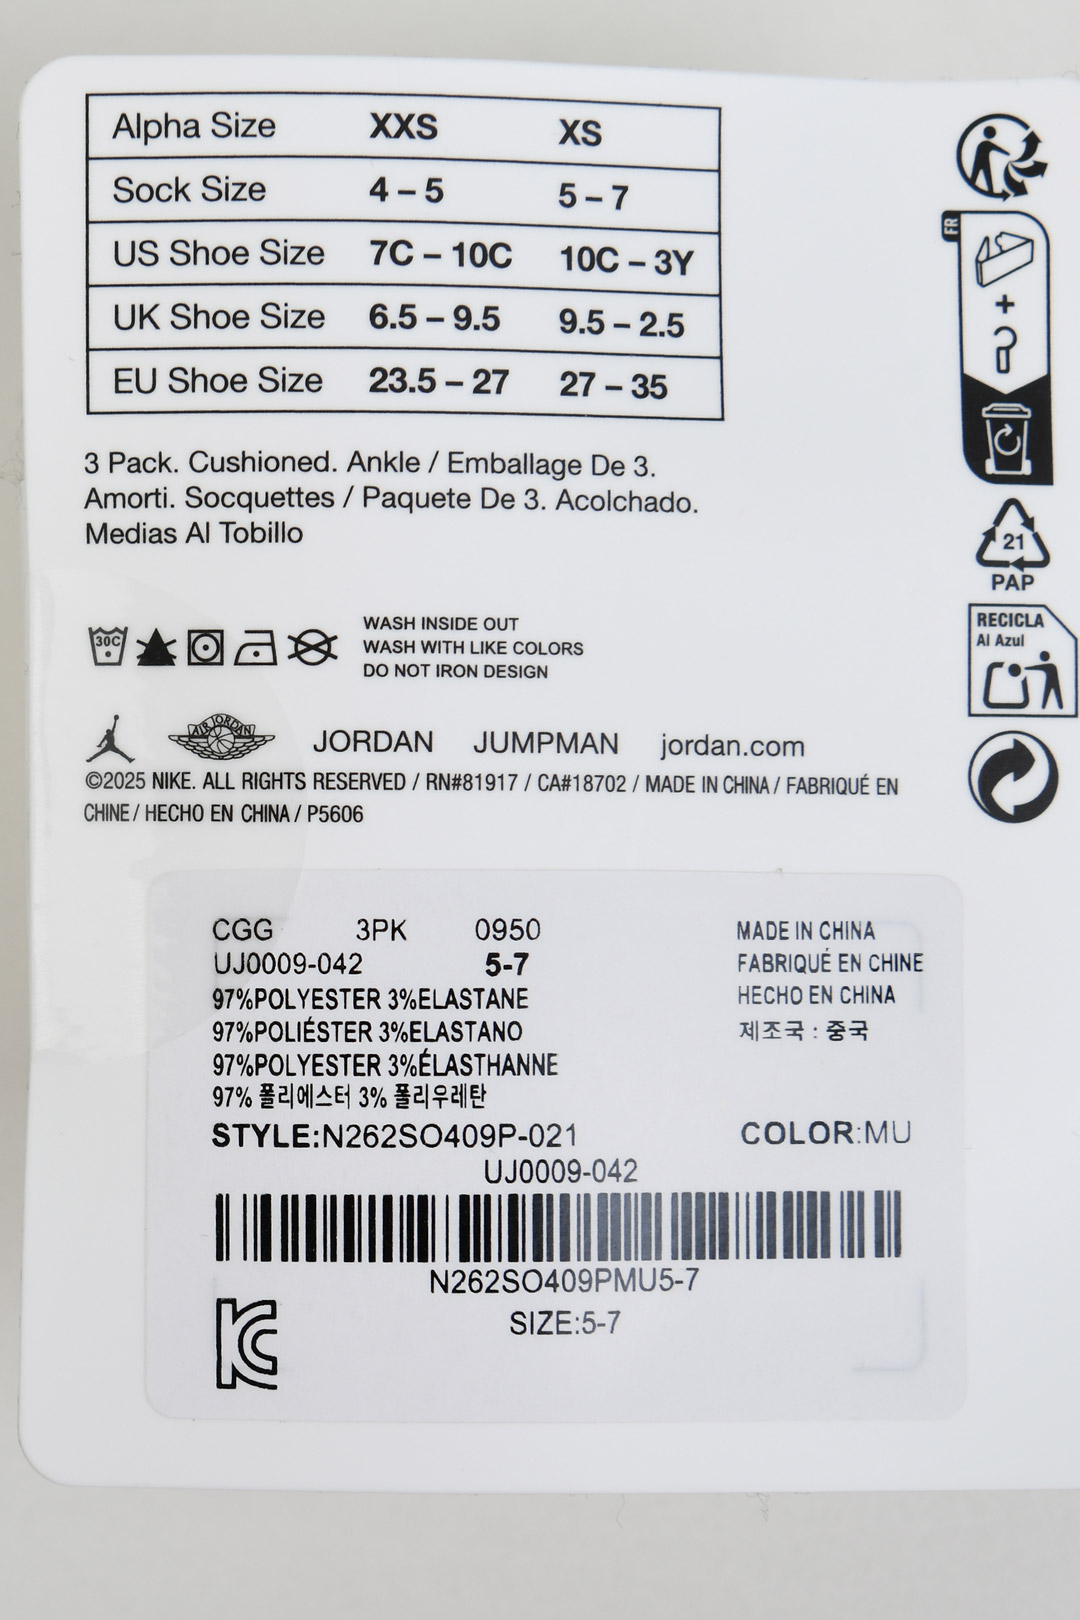 Alpha Size XXS XS
Sock Size 4 – 5 5 – 7
US Shoe Size 7C – 10C 10C – 3Y
UK Shoe Size 6.5 – 9.5 9.5 – 2.5
EU Shoe Size 23.5 – 27 27 – 35
3 Pack. Cushioned. Ankle / Emballage De 3.
Amorti. Socquettes / Paquete De 3. Acolchado.
Medias Al Tobillo
30C
WASH INSIDE OUT
WASH WITH LIKE COLORS
DO NOT IRON DESIGN
AIR JORDAN
JORDAN JUMPMAN jordan.com
©2025 NIKE. ALL RIGHTS RESERVED / RN#81917 / CA#18702 / MADE IN CHINA / FABRIQUÉ EN
CHINE / HECHO EN CHINA / P5606
FR
+
21
PAP
RECICLA
Al Azul
CGG 3PK 0950
UJ0009-042 5-7
97%POLYESTER 3%ELASTANE
97%POLIÉSTER 3%ELASTANO
97%POLYESTER 3%ÉLASTHANNE
97% 폴리에스터 3% 폴리우레탄
MADE IN CHINA
FABRIQUÉ EN CHINE
HECHO EN CHINA
제조국 : 중국
STYLE:N262SO409P-021 COLOR:MU
UJ0009-042
N262SO409PMU5-7
SIZE:5-7
KC